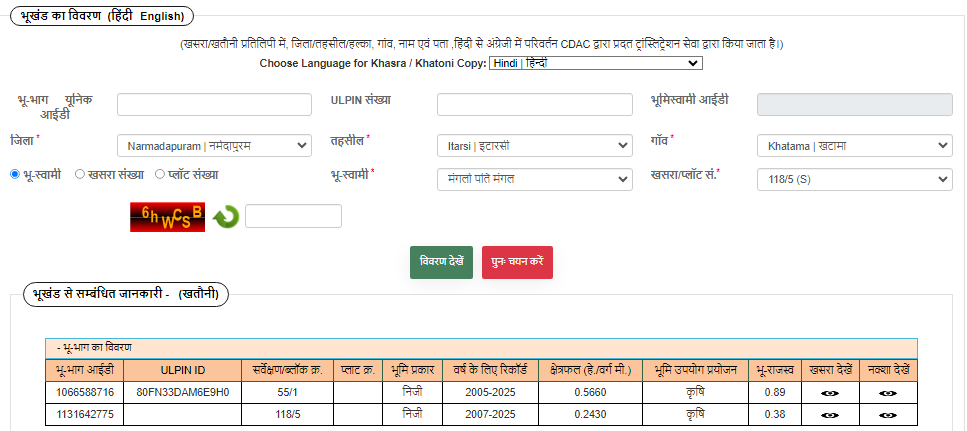 भूखंड का विवरण (हिंदी English)
(खसरा/खतौनी प्रतिलिपी में, जिला/तहसील/हल्का, गांव, नाम एवं पता ,हिंदी से अंग्रेजी में परिवर्तन CDAC द्वारा प्रदत ट्रांस्लिट्रेशन सेवा द्वारा किया जाता है।)
Choose Language for Khasra / Khatoni Copy: Hindi | हिन्दी
भू-भाग यूनिक आईडी ULPIN संख्या भूमिस्वामी आईडी
जिला * Narmadapuram | नर्मदापुरम तहसील * Itarsi | इटारसी गॉव * Khatama | खटामा
भू-स्वामी खसरा संख्या प्लॉट संख्या भू-स्वामी * मंगलो पति मंगल खसरा/प्लॉट सं.* 118/5 (S)
6hWCSB
विवरण देखें पुनः चयन करें
भूखंड से सम्बंधित जानकारी - (खतौनी)
- भू-भाग का विवरण
भू-भाग आईडी ULPIN ID सर्वेक्षण/ब्लॉक क्र. प्लाट क्र. भूमि प्रकार वर्ष के लिए रिकॉर्ड क्षेत्रफल (हे./वर्ग मी.) भूमि उपयोग प्रयोजन भू-राजस्व खसरा देखें नक्शा देखें
1066588716 80FN33DAM6E9H0 55/1 निजी 2005-2025 0.5660 कृषि 0.89
1131642775 118/5 निजी 2007-2025 0.2430 कृषि 0.38